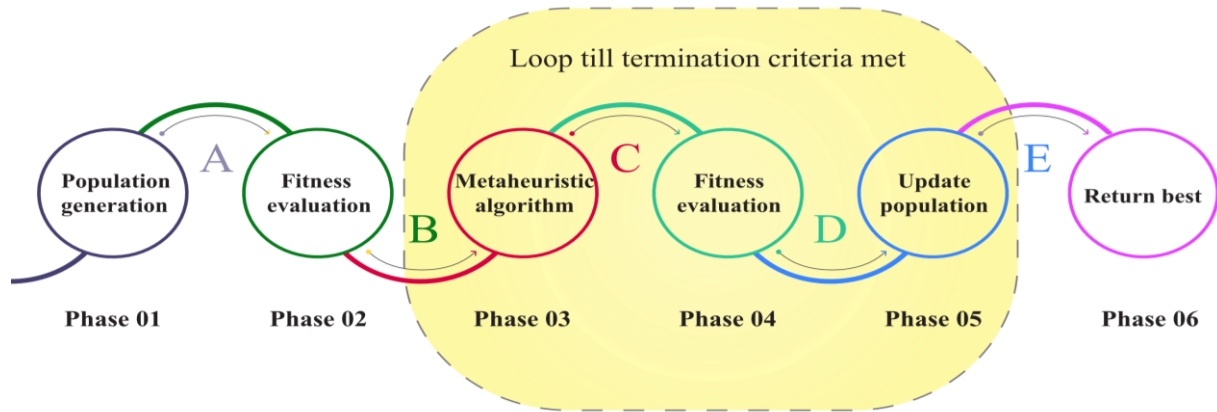 Loop till termination criteria met
A
C
E
Population
generation
Fitness
evaluation
Metaheuristic
algorithm
Fitness
evaluation
Update
population
Return best
B
D
Phase 01
Phase 02
Phase 03
Phase 04
Phase 05
Phase 06